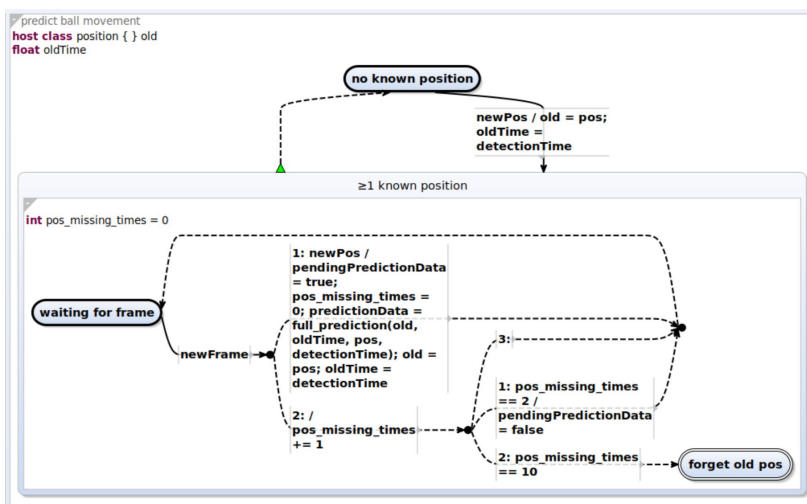 predict ball movement
host class position { } old
float oldTime
no known position
newPos / old = pos;
oldTime =
detectionTime
≥1 known position
int pos_missing_times = 0
1: newPos /
pendingPredictionData
= true;
pos_missing_times =
0; predictionData =
full_prediction(old,
oldTime, pos,
detectionTime); old =
pos; oldTime =
detectionTime
waiting for frame
newFrame
3:
1: pos_missing_times
== 2 /
pendingPredictionData
= false
2: /
pos_missing_times
+= 1
2: pos_missing_times
== 10
forget old pos